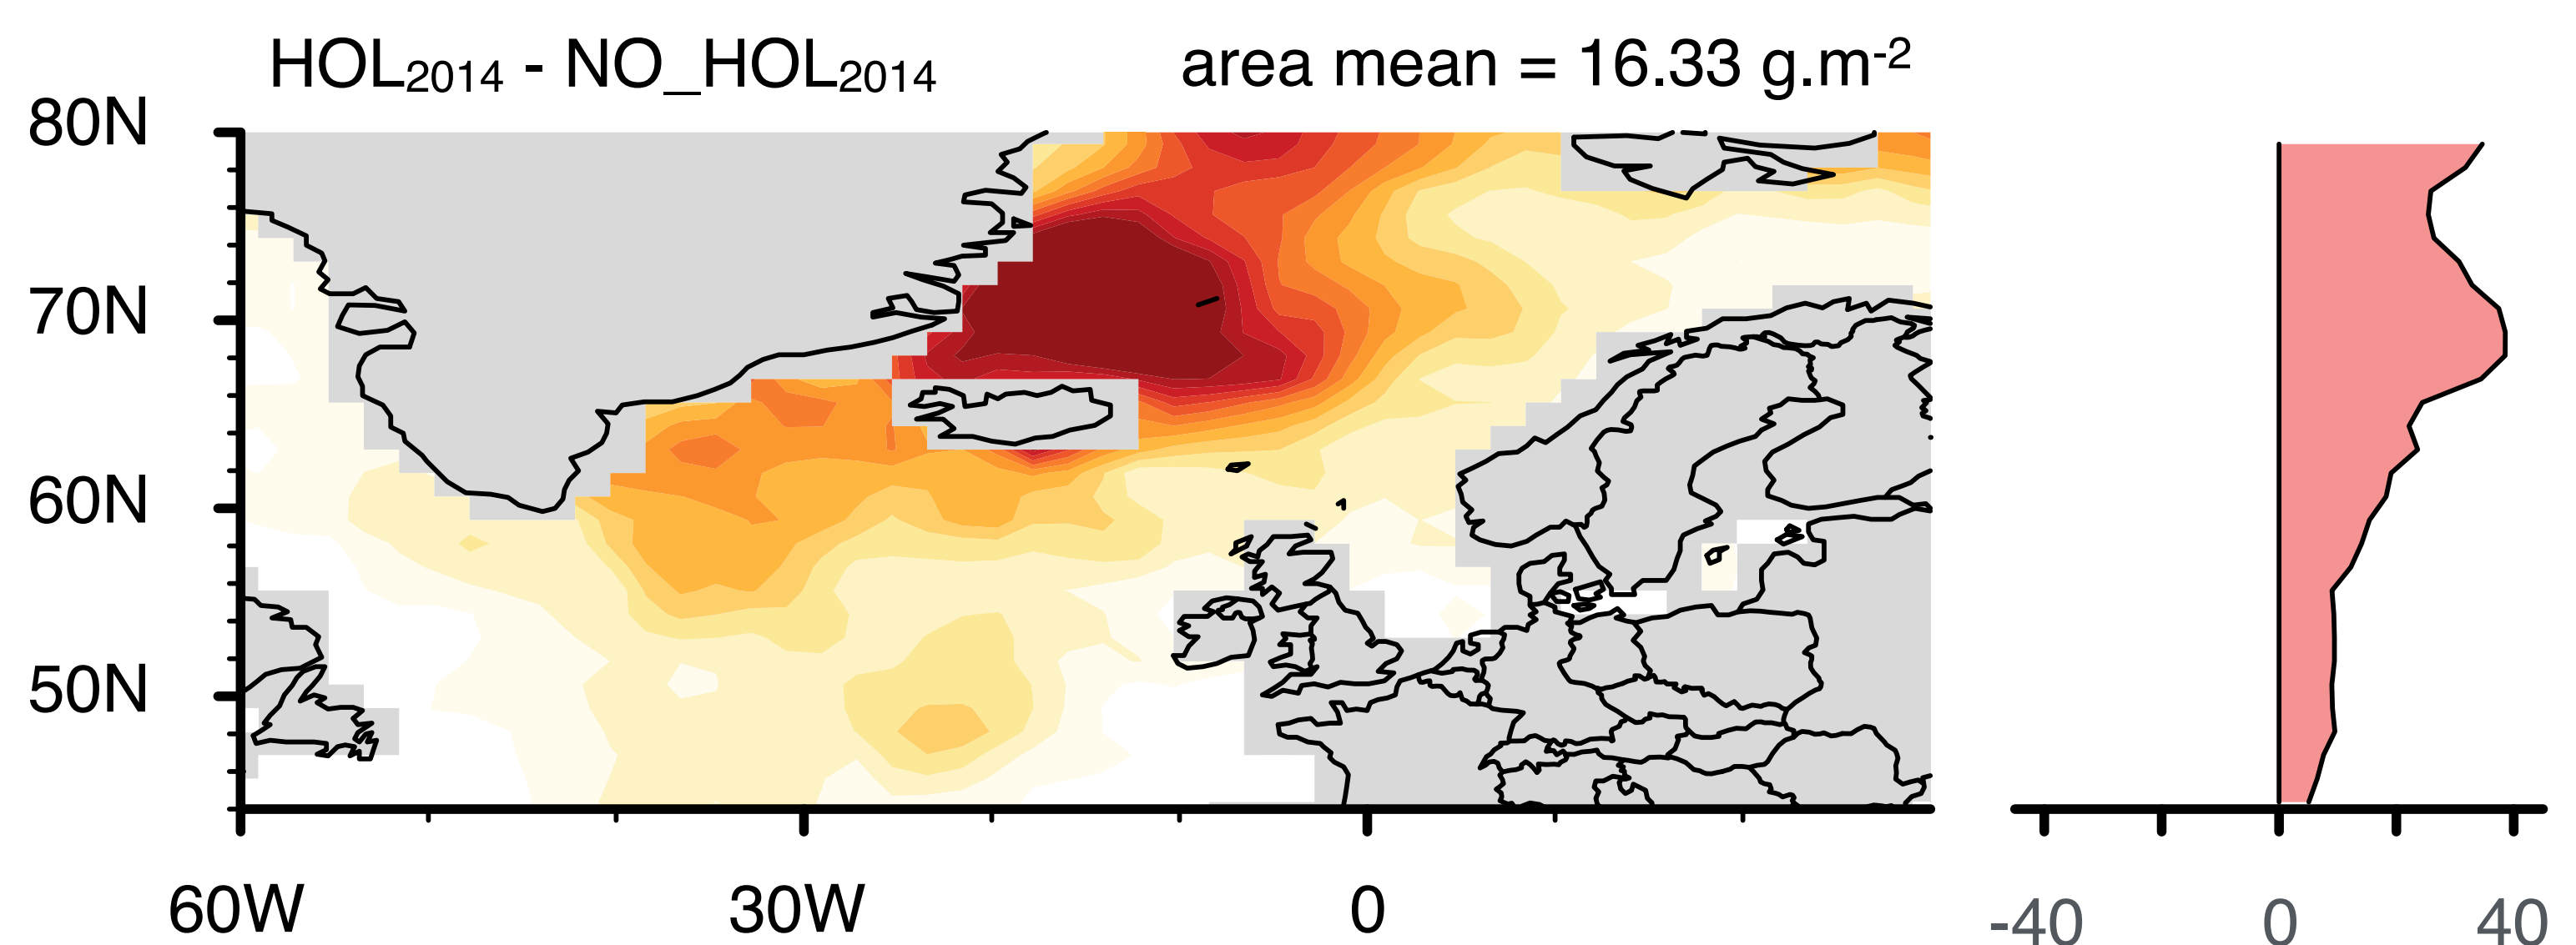 HOL₂₀₁₄ - NO_HOL₂₀₁₄ area mean = 16.33 g.m⁻²
80N
70N
60N
50N
60W 30W 0 -40 0 40